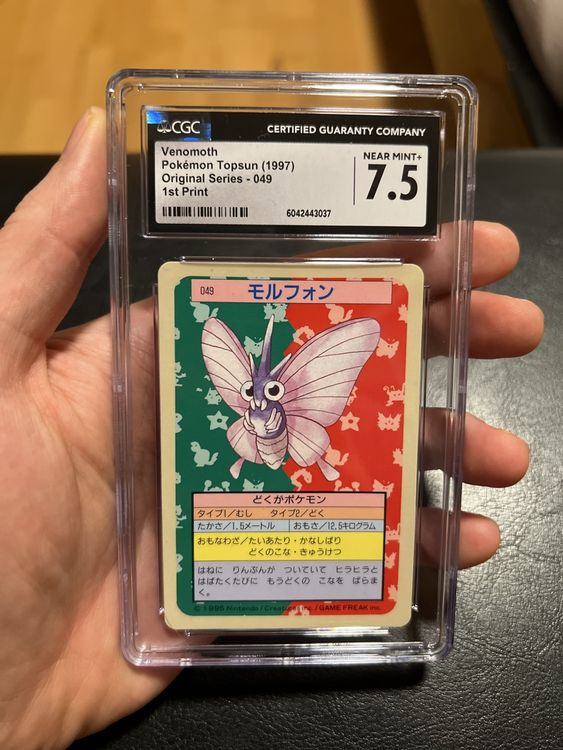 CGC
CERTIFIED GUARANTY COMPANY
Venomoth
Pokémon Topsun (1997)
Original Series - 049
1st Print
NEAR MINT+
7.5
6042443037
049
モルフォン
どくがポケモン
タイプ1/むし タイプ2/どく
たかさ/1.5メートル おもさ/12.5キログラム
おもなわざ/たいあたり・かなしばり
どくのこな・きゅうけつ
はねに りんぷんが ついていて ヒラヒラと
はばたくたびに もうどくの こなを ばらま
く。
© 1995 Nintendo/Creatures inc./GAME FREAK inc.